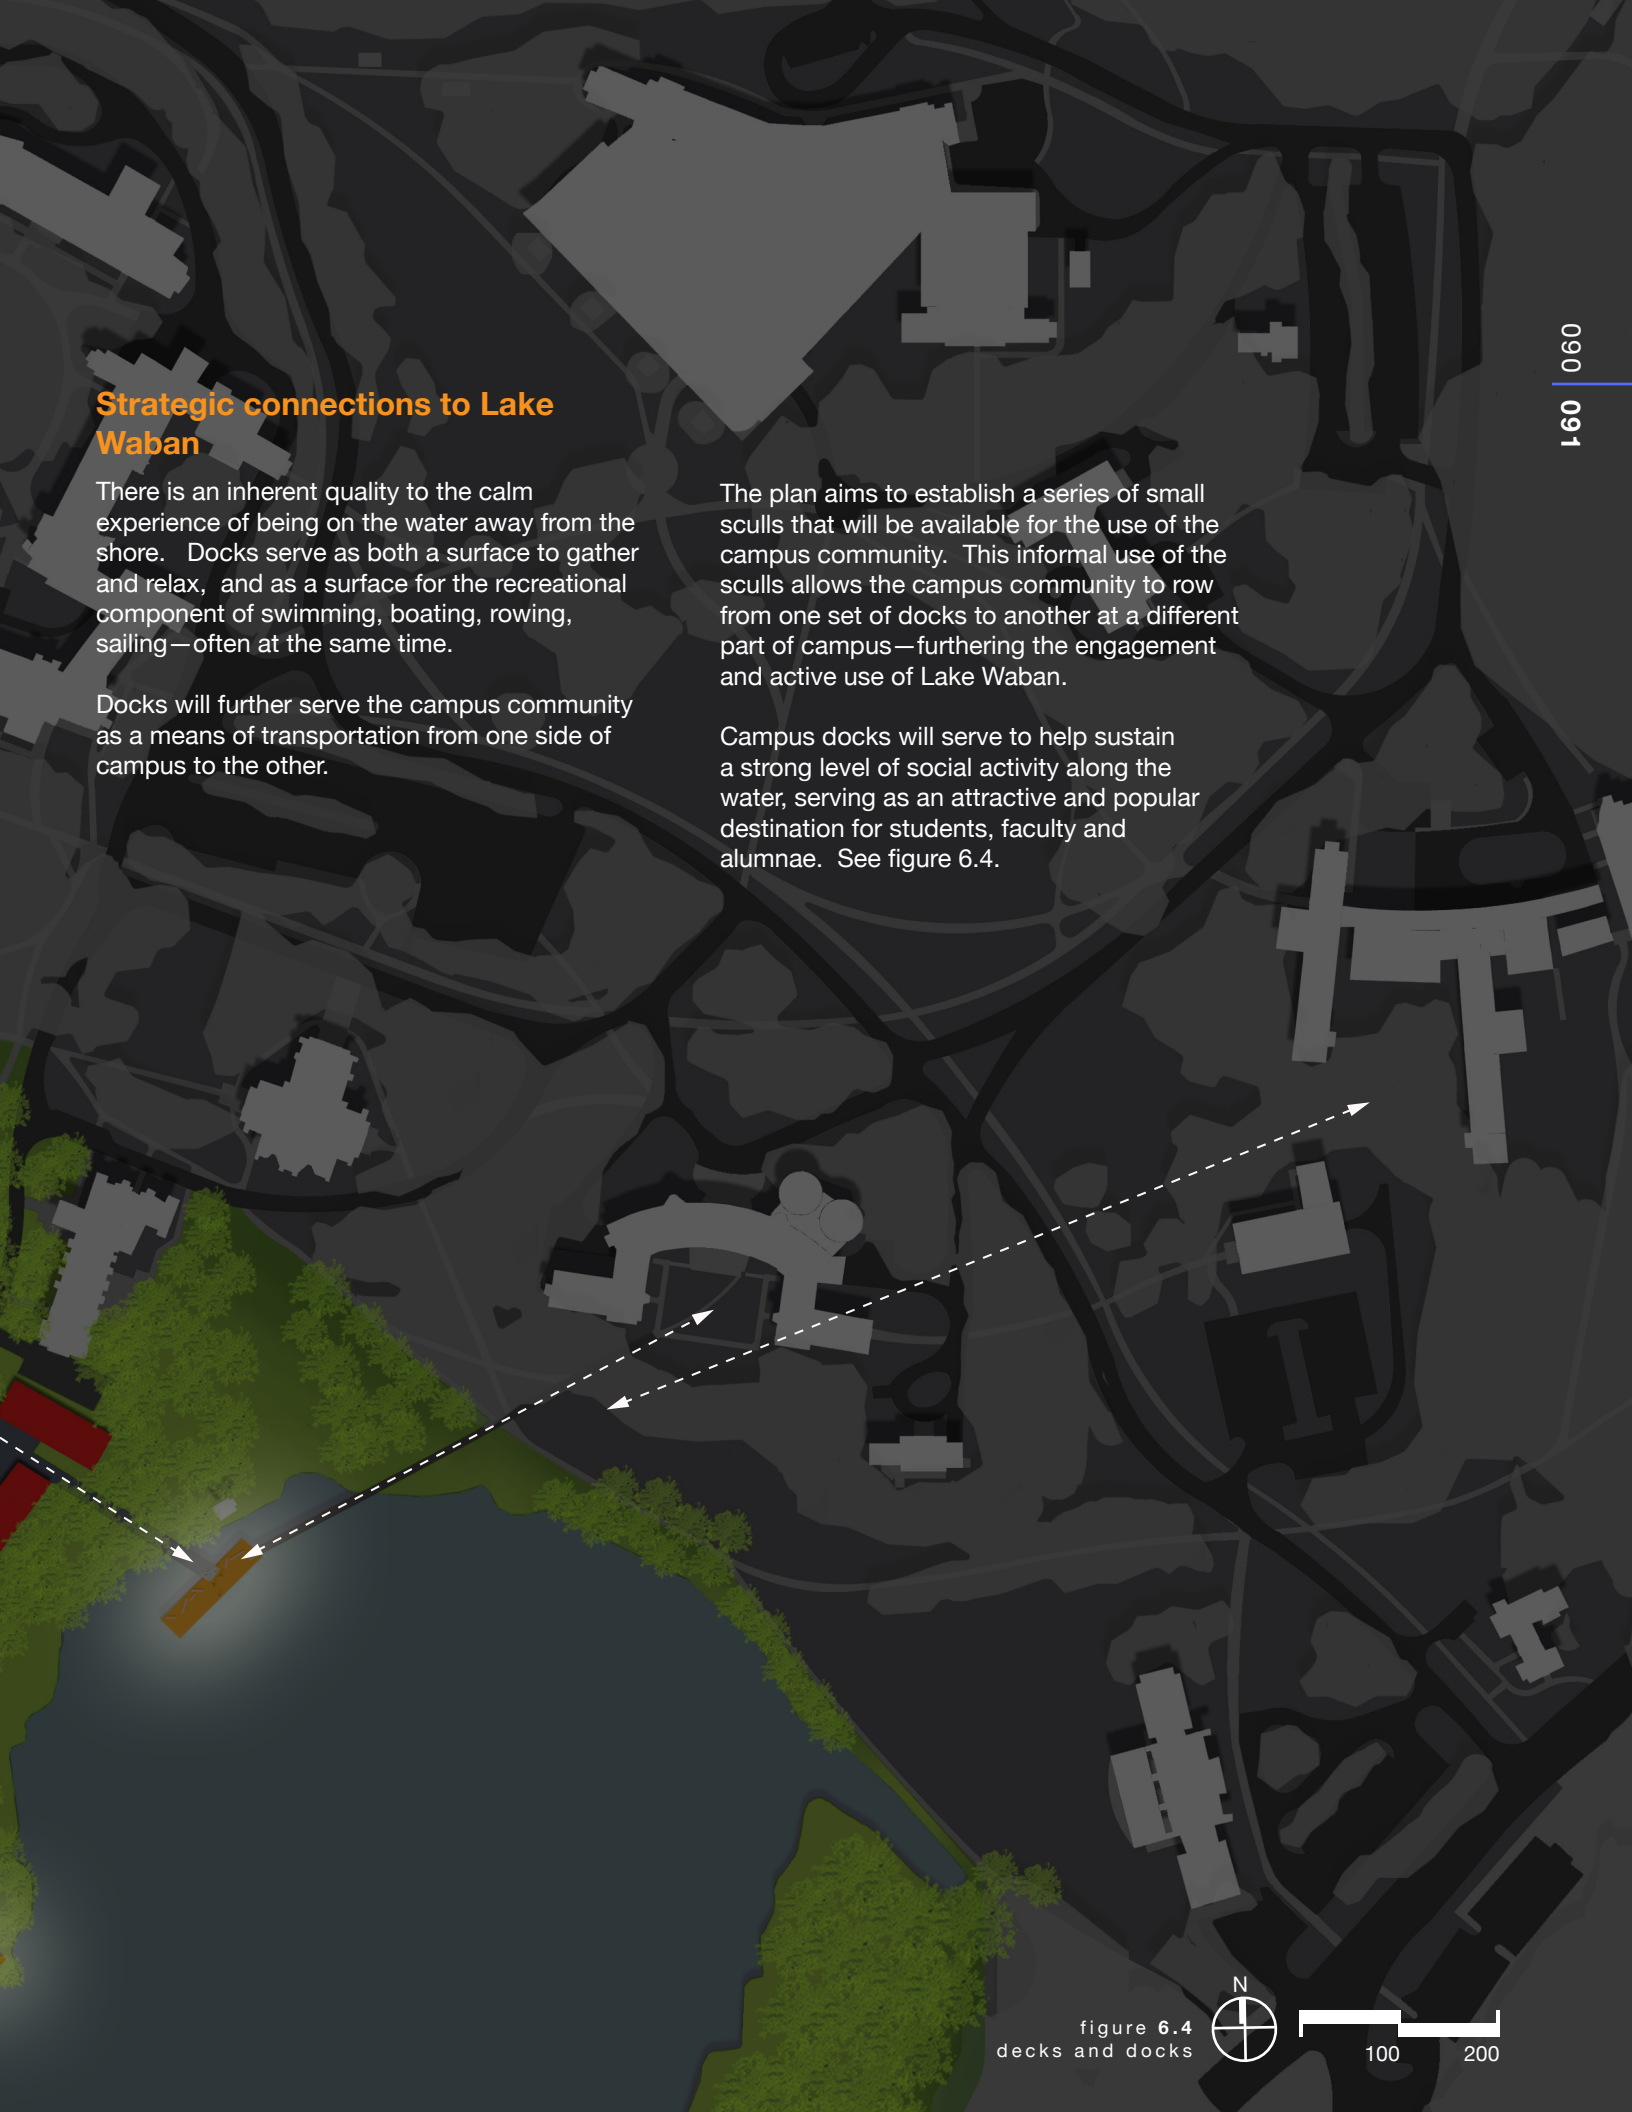 090
091
Strategic connections to Lake
Waban
There is an inherent quality to the calm
experience of being on the water away from the
shore.   Docks serve as both a surface to gather
and relax,  and as a surface for the recreational
component of swimming, boating, rowing,
sailing—often at the same time.
Docks will further serve the campus community
as a means of transportation from one side of
campus to the other.
The plan aims to establish a series of small
sculls that will be available for the use of the
campus community.  This informal use of the
sculls allows the campus community to row
from one set of docks to another at a different
part of campus—furthering the engagement
and active use of Lake Waban.
Campus docks will serve to help sustain
a strong level of social activity along the
water, serving as an attractive and popular
destination for students, faculty and
alumnae.  See figure 6.4.
N
figure 6.4
decks and docks
100 200